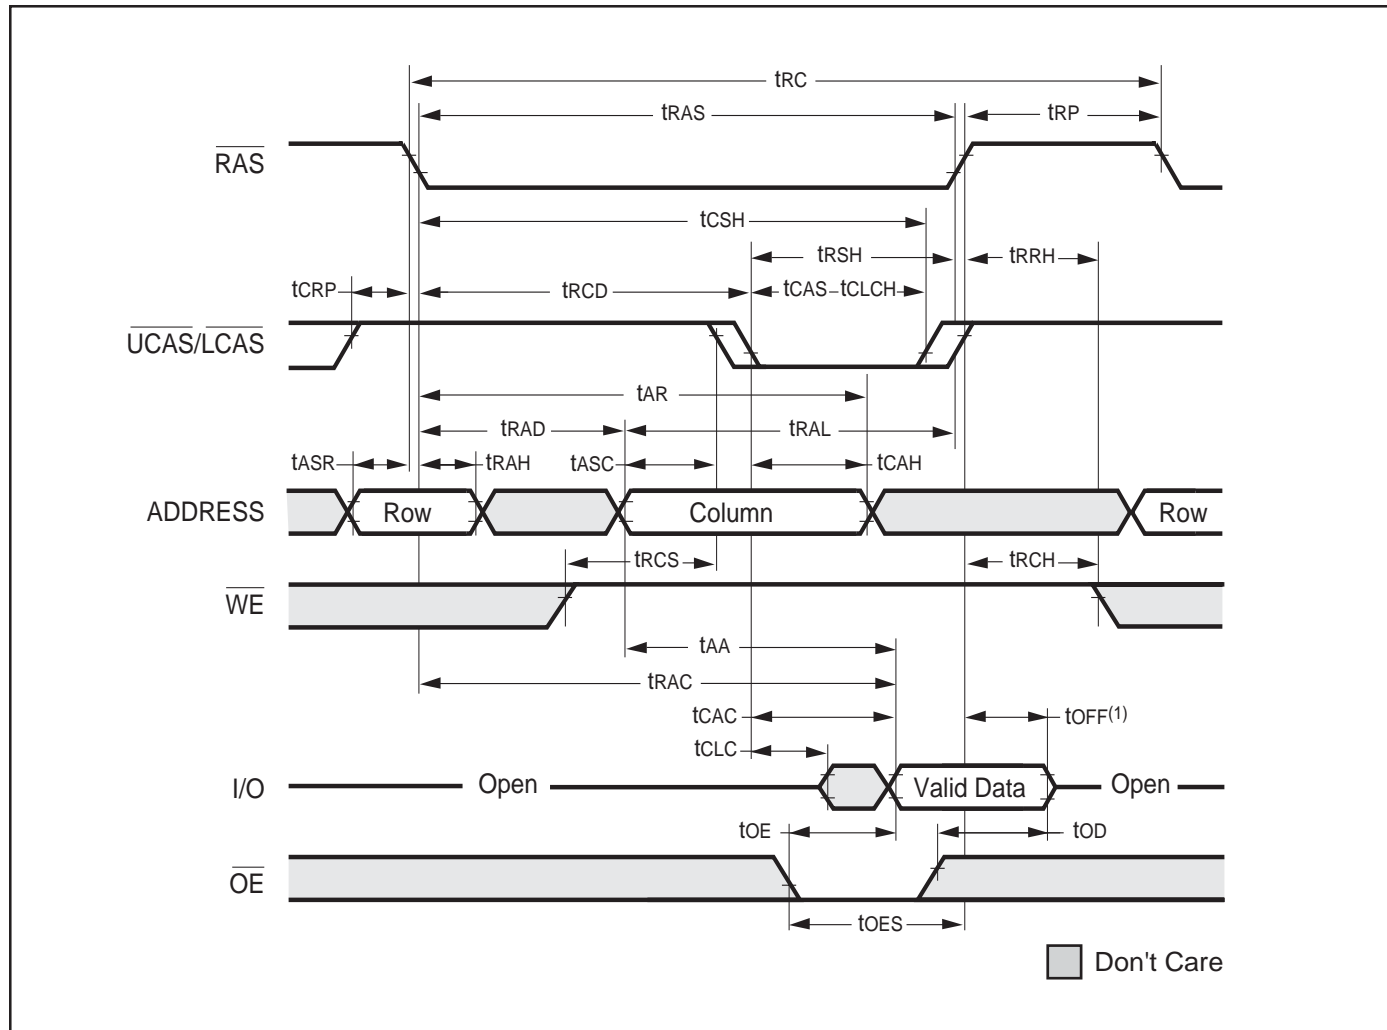 tRC
tRAS
tRP
RAS
tCSH
tRSH
tRRH
tCRP
tRCD
tCAS
tCLCH
UCAS/LCAS
tAR
tRAD
tRAL
tASR
tRAH
tASC
tCAH
ADDRESS
Row
Column
Row
tRCS
tRCH
WE
tAA
tRAC
tCAC
tOFF(1)
tCLC
I/O
Open
Valid Data
Open
tOE
tOD
OE
tOES
Don't Care